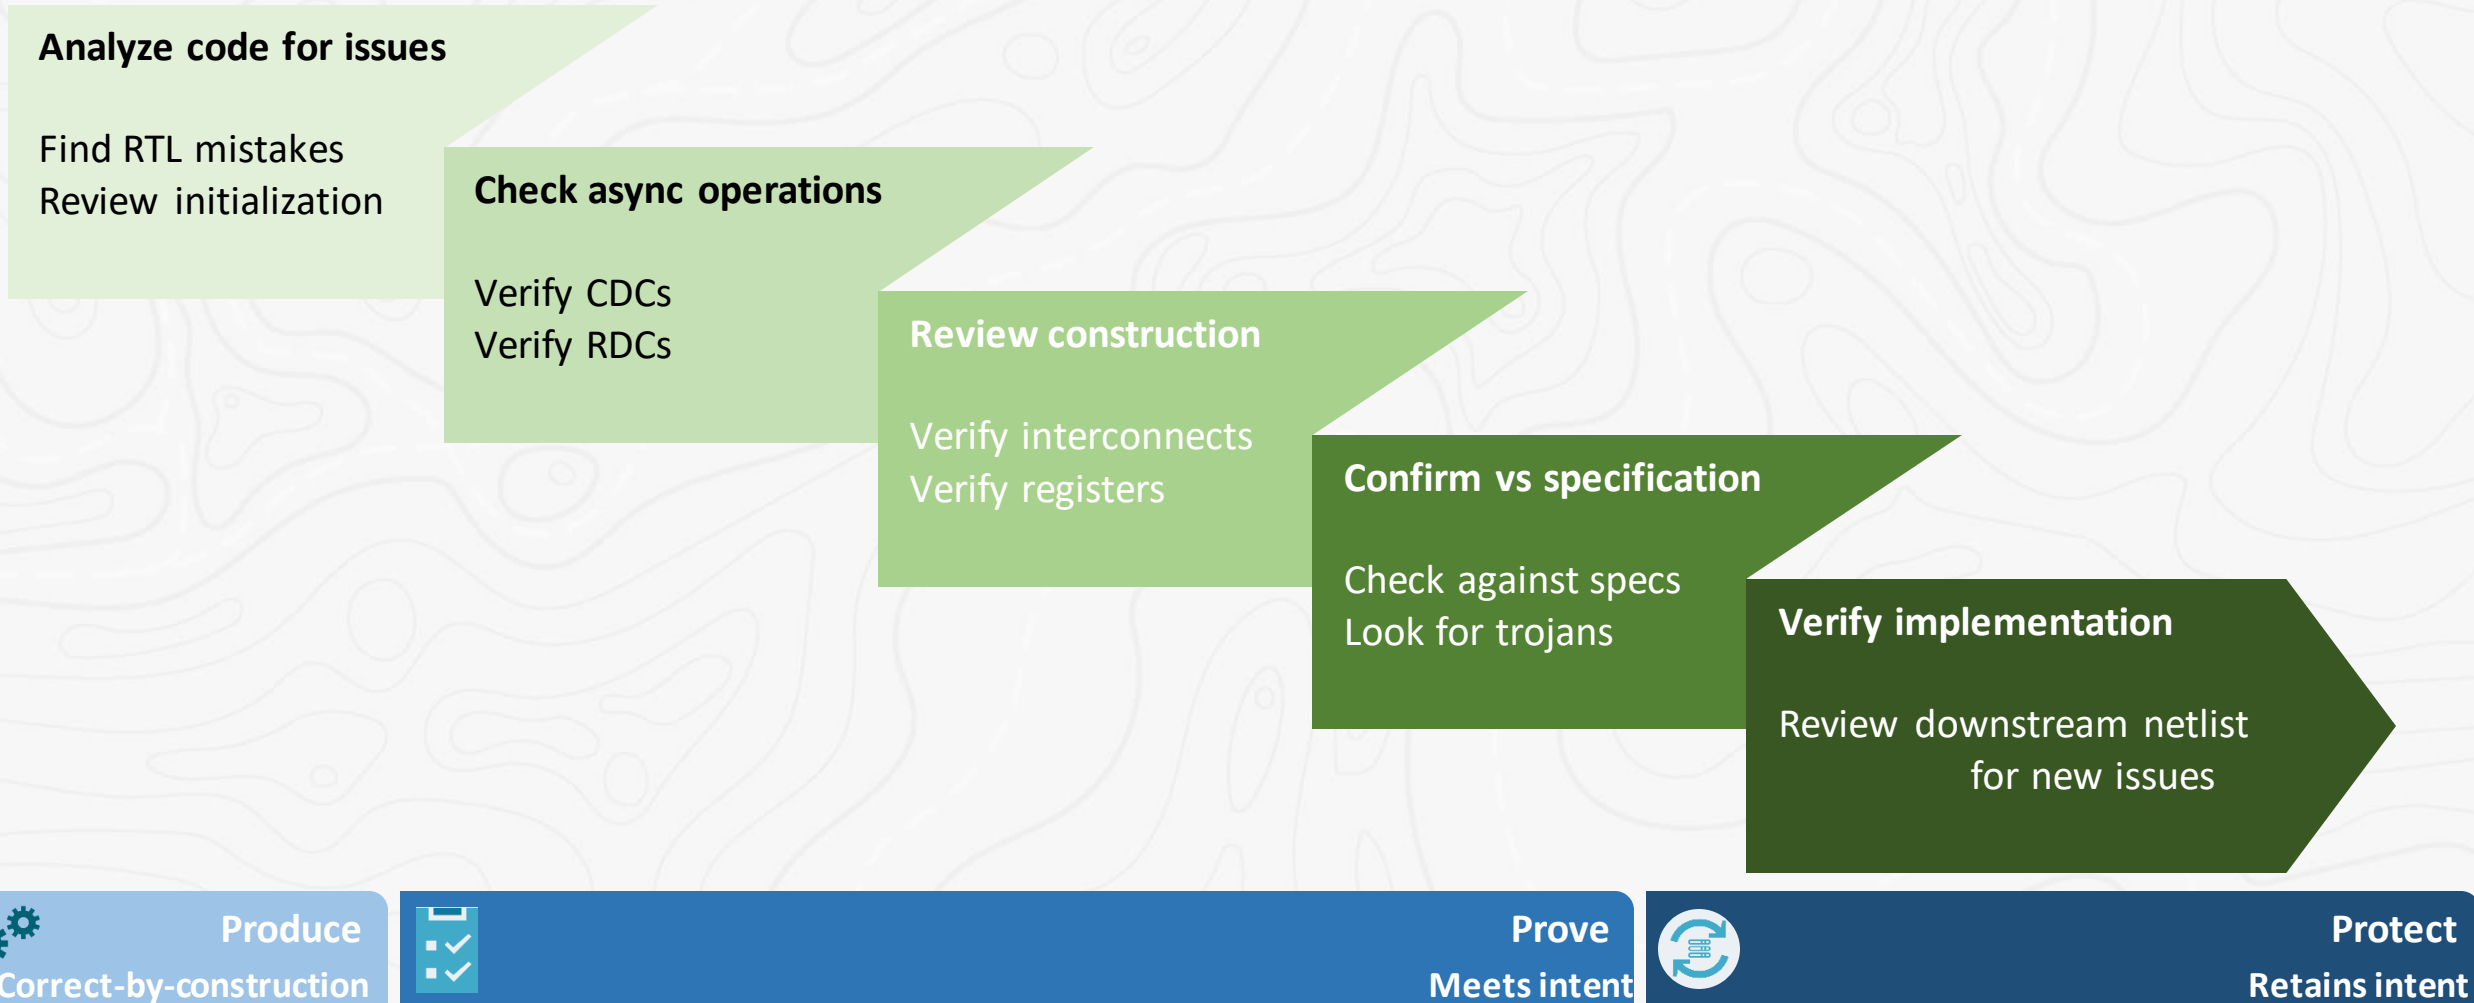 Analyze code for issues
Find RTL mistakes
Review initialization
Check async operations
Verify CDCs
Verify RDCs
Review construction
Verify interconnects
Verify registers
Confirm vs specification
Check against specs
Look for trojans
Verify implementation
Review downstream netlist
for new issues
Produce
Correct-by-construction
Prove
Meets intent
Protect
Retains intent